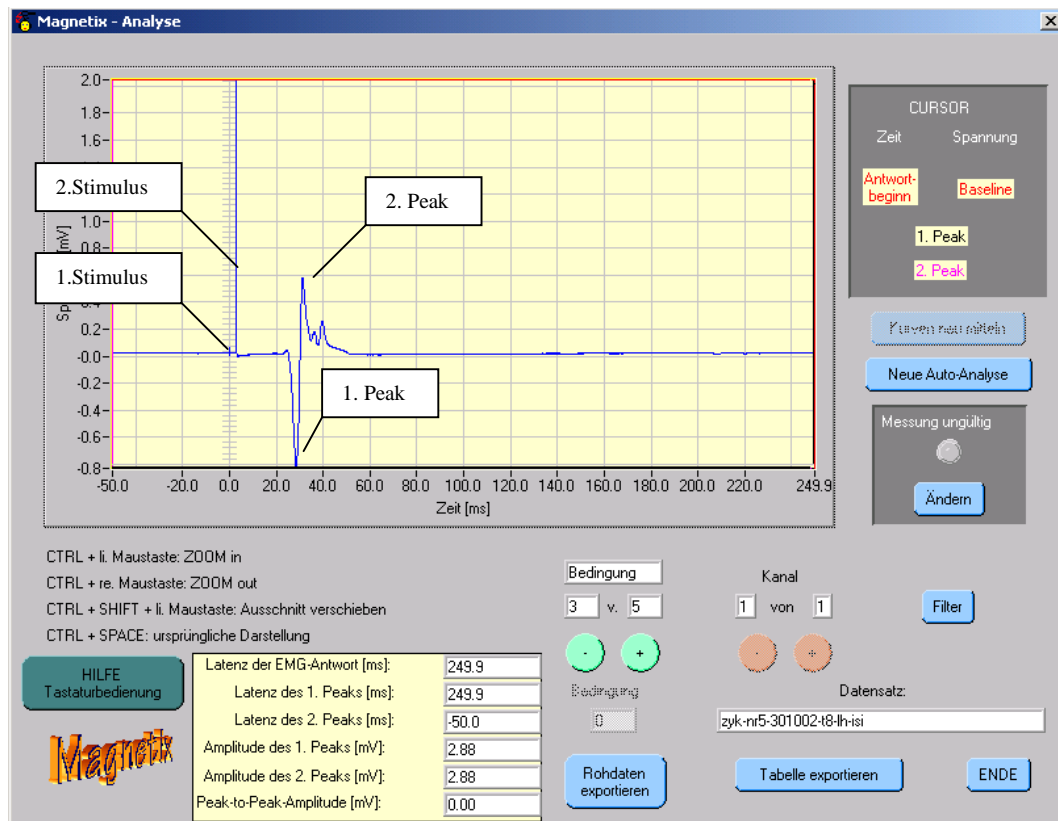 Magnetix - Analyse
2.0
1.8
1.6
1.0
0.8
0.4
0.2
-0.0
-0.2
-0.4
-0.6
-0.8
[mV]
2.Stimulus
1.Stimulus
2. Peak
1. Peak
-50.0 -20.0 0.0 20.0 40.0 60.0 80.0 100.0 120.0 140.0 160.0 180.0 200.0 220.0 249.9
Zeit [ms]
CURSOR
Zeit Spannung
Antwort-
beginn
Baseline
1. Peak
2. Peak
Kurven neu mitteln
Neue Auto-Analyse
Messung ungültig
Ändern
CTRL + li. Maustaste: ZOOM in
CTRL + re. Maustaste: ZOOM out
CTRL + SHIFT + li. Maustaste: Ausschnitt verschieben
CTRL + SPACE: ursprüngliche Darstellung
HILFE
Tastaturbedienung
Magnetix
Latenz der EMG-Antwort [ms]: 249.9
Latenz des 1. Peaks [ms]: 249.9
Latenz des 2. Peaks [ms]: -50.0
Amplitude des 1. Peaks [mV]: 2.88
Amplitude des 2. Peaks [mV]: 2.88
Peak-to-Peak-Amplitude [mV]: 0.00
Bedingung
3 v. 5
- +
Bedingung
0
Rohdaten
exportieren
Kanal
1 von 1
- +
Filter
Datensatz:
zyk-nr5-301002-t8-lh-isi
Tabelle exportieren
ENDE